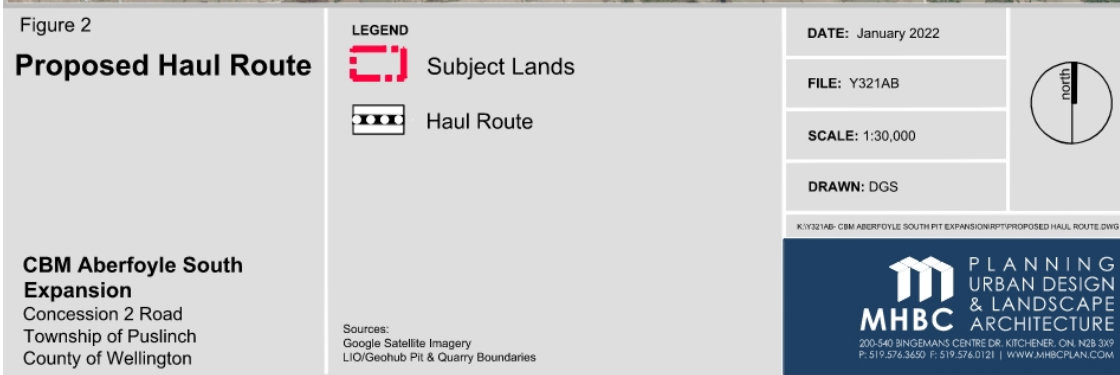 Figure 2
Proposed Haul Route
CBM Aberfoyle South
Expansion
Concession 2 Road
Township of Puslinch
County of Wellington
LEGEND
Subject Lands
Haul Route
Sources:
Google Satellite Imagery
LIO/Geohub Pit & Quarry Boundaries
DATE: January 2022
FILE: Y321AB
SCALE: 1:30,000
DRAWN: DGS
north
K:\Y321AB- CBM ABERFOYLE SOUTH PIT EXPANSION\RPT\PROPOSED HAUL ROUTE.DWG
MHBC
PLANNING
URBAN DESIGN
& LANDSCAPE
ARCHITECTURE
200-540 BINGEMANS CENTRE DR. KITCHENER, ON, N2B 3X9
P: 519.576.3650 F: 519.576.0121 | WWW.MHBCPLAN.COM